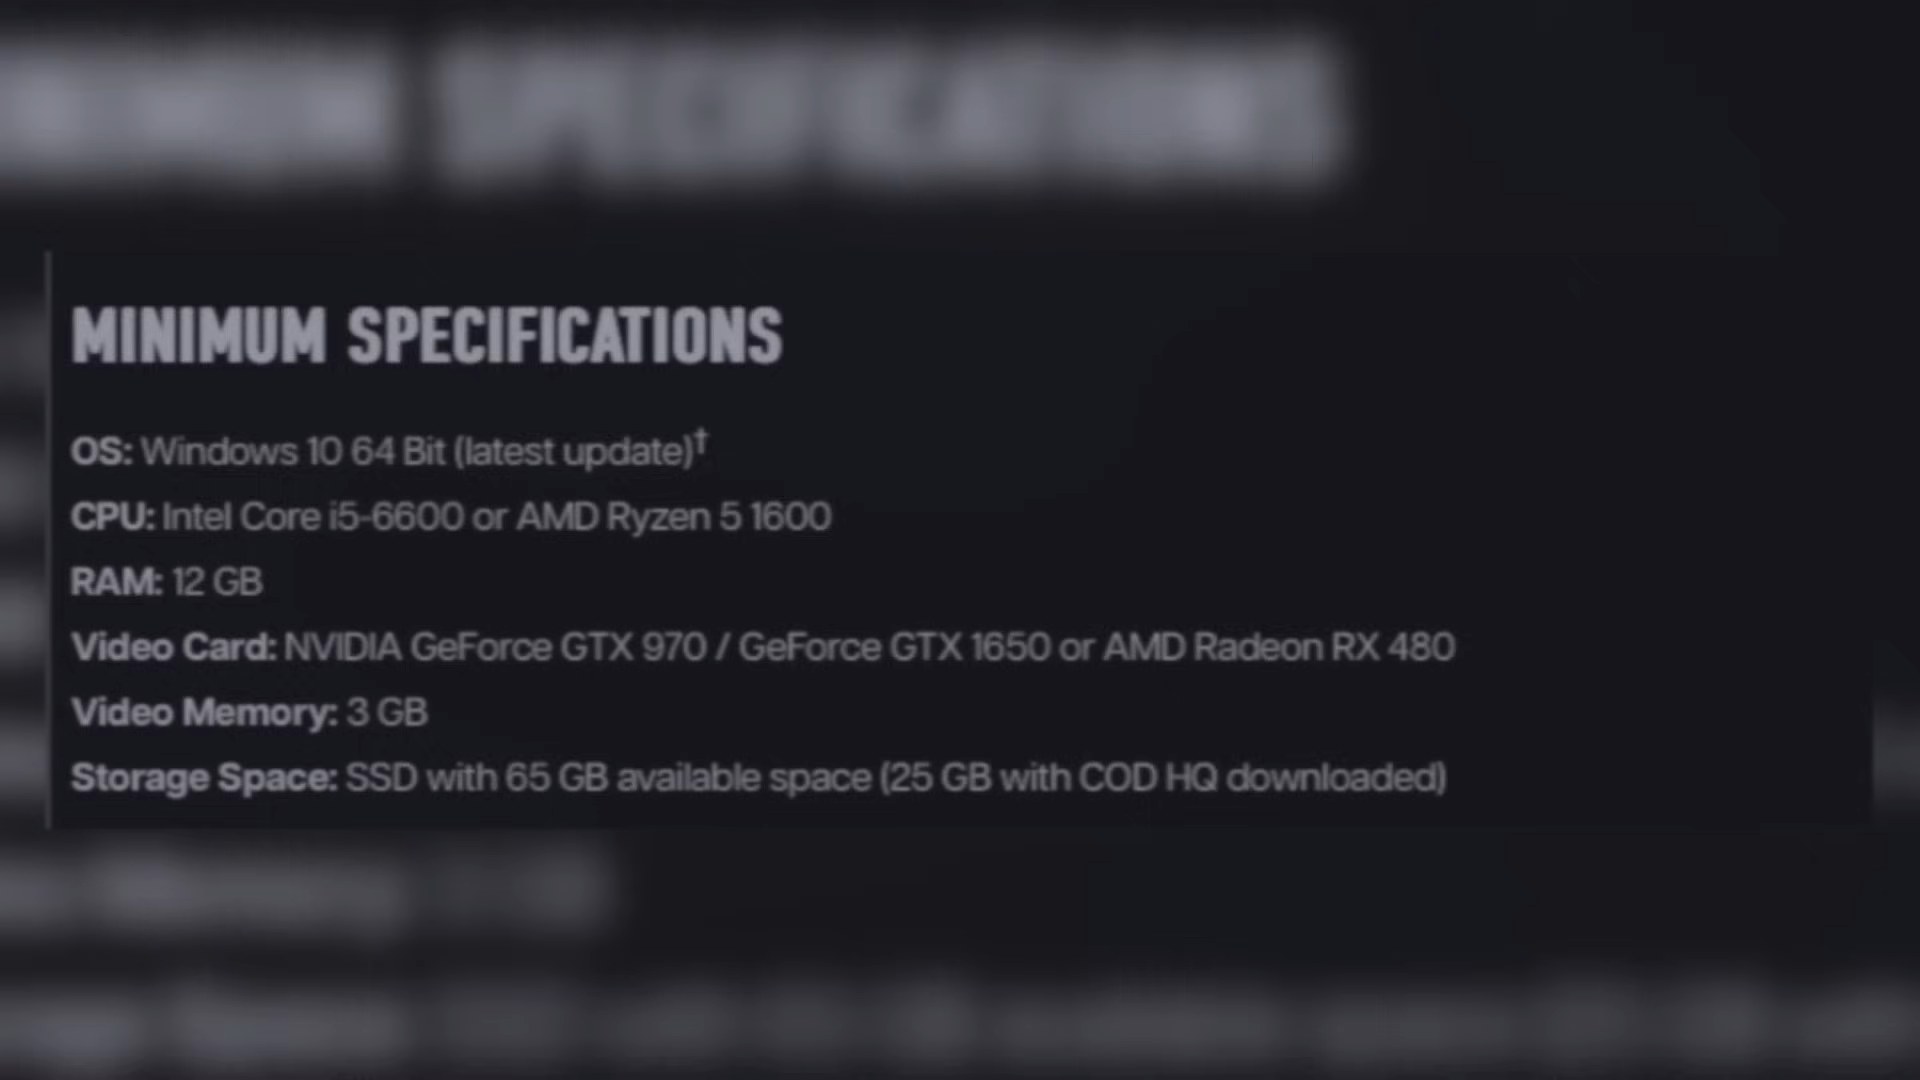 MINIMUM SPECIFICATIONS
MINIMUM SPECIFICATIONS
OS: Windows 10 64 Bit (latest update)†
CPU: Intel Core i5-6600 or AMD Ryzen 5 1600
RAM: 12 GB
Video Card: NVIDIA GeForce GTX 970 / GeForce GTX 1650 or AMD Radeon RX 480
Video Memory: 3 GB
Storage Space: SSD with 65 GB available space (25 GB with COD HQ downloaded)